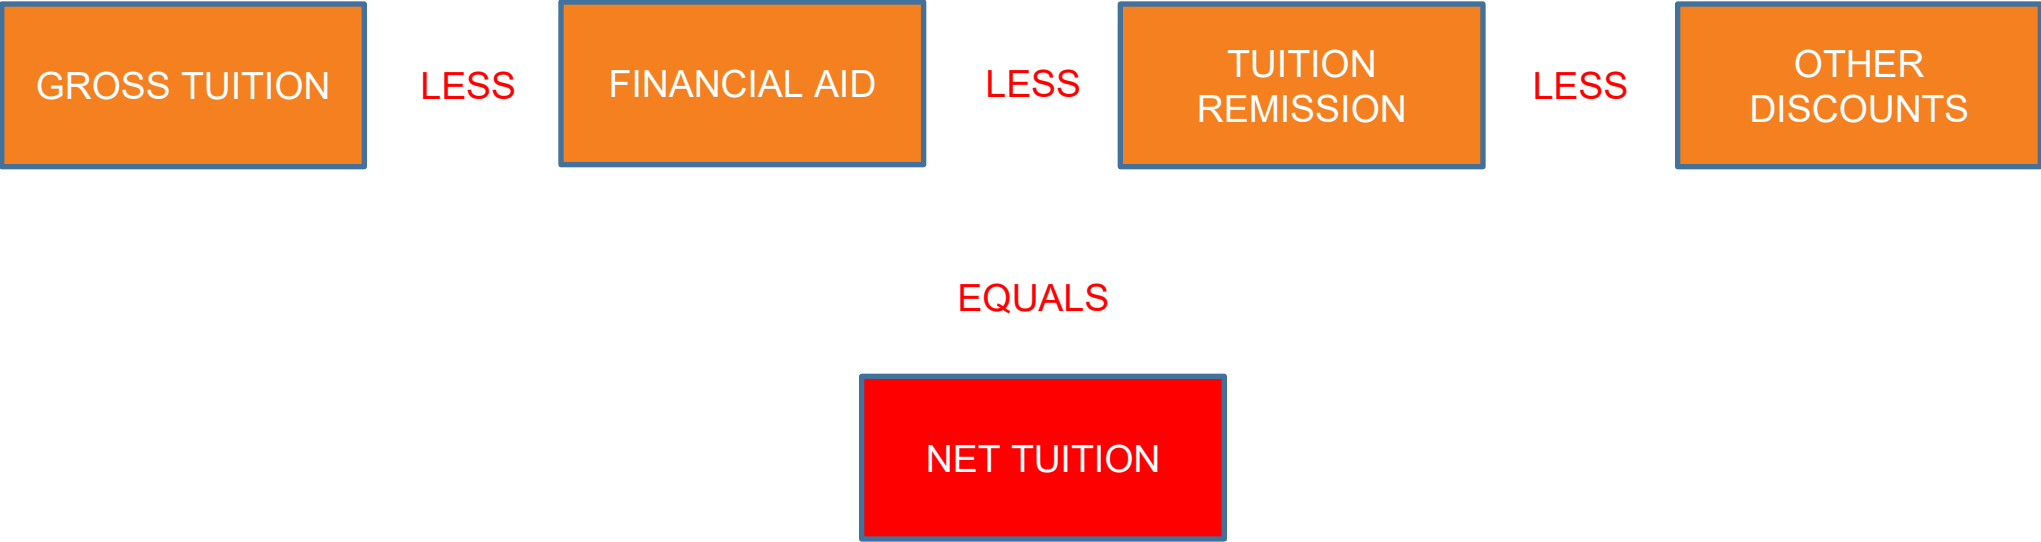 GROSS TUITION
LESS
FINANCIAL AID
LESS
TUITION
REMISSION
LESS
OTHER
DISCOUNTS
EQUALS
NET TUITION